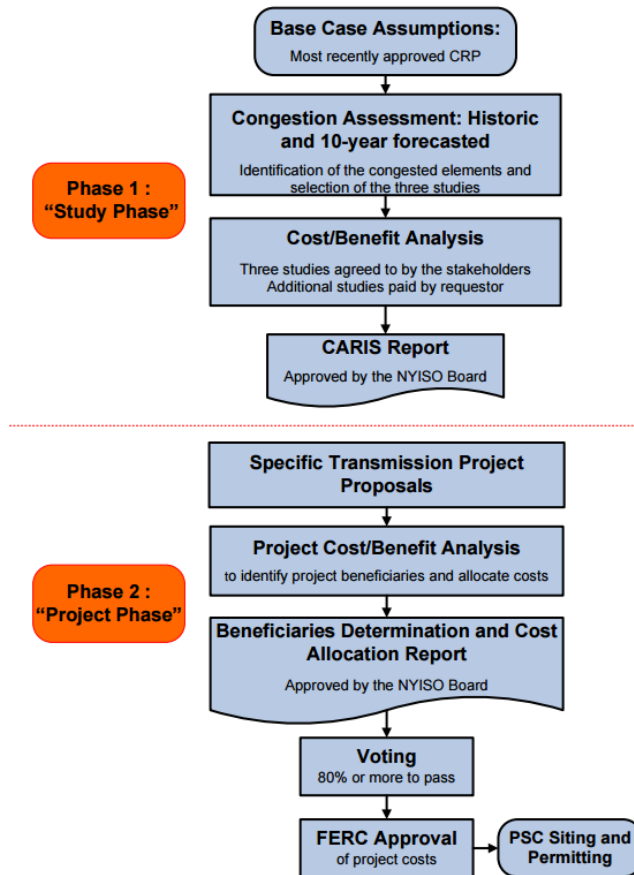 Base Case Assumptions:
Most recently approved CRP
Congestion Assessment: Historic
and 10-year forecasted
Identification of the congested elements and
selection of the three studies
Phase 1 :
“Study Phase”
Cost/Benefit Analysis
Three studies agreed to by the stakeholders
Additional studies paid by requestor
CARIS Report
Approved by the NYISO Board
Specific Transmission Project
Proposals
Project Cost/Benefit Analysis
to identify project beneficiaries and allocate costs
Phase 2 :
“Project Phase”
Beneficiaries Determination and Cost
Allocation Report
Approved by the NYISO Board
Voting
80% or more to pass
FERC Approval
of project costs
PSC Siting and
Permitting